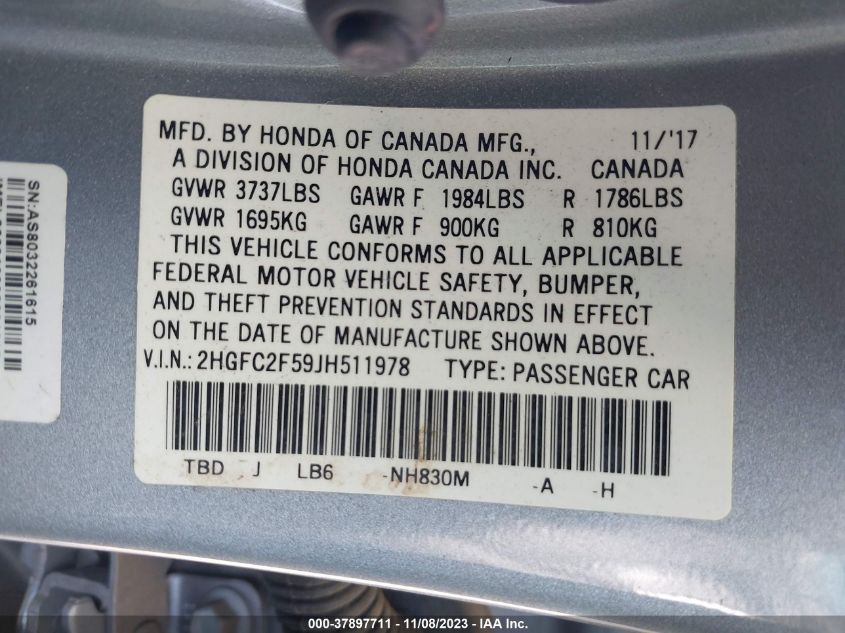 MFD. BY HONDA OF CANADA MFG., 11/'17
A DIVISION OF HONDA CANADA INC. CANADA
GVWR 3737LBS GAWR F 1984LBS R 1786LBS
GVWR 1695KG GAWR F 900KG R 810KG
THIS VEHICLE CONFORMS TO ALL APPLICABLE
FEDERAL MOTOR VEHICLE SAFETY, BUMPER,
AND THEFT PREVENTION STANDARDS IN EFFECT
ON THE DATE OF MANUFACTURE SHOWN ABOVE.
V.I.N.: 2HGFC2F59JH511978 TYPE: PASSENGER CAR
TBD J LB6 -NH830M -A -H
SN:AS8032261615
000-37897711 - 11/08/2023 - IAA Inc.